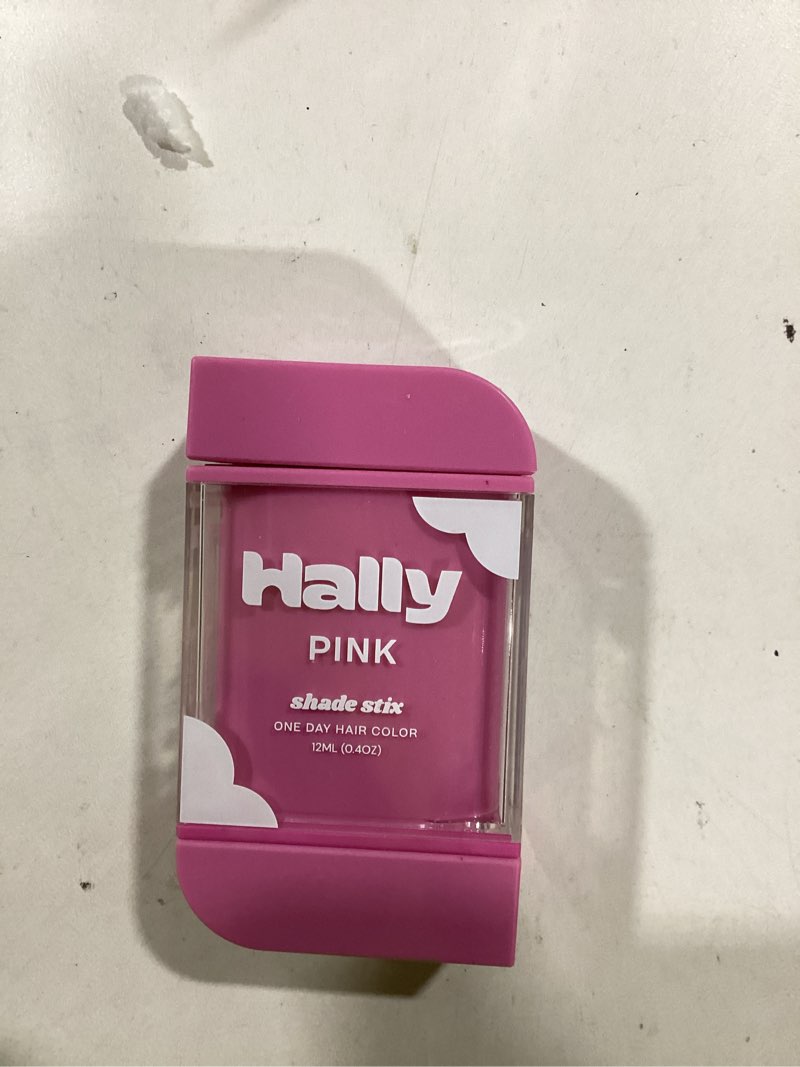 Hally
PINK
shade stix
ONE DAY HAIR COLOR
12ML (0.4OZ)